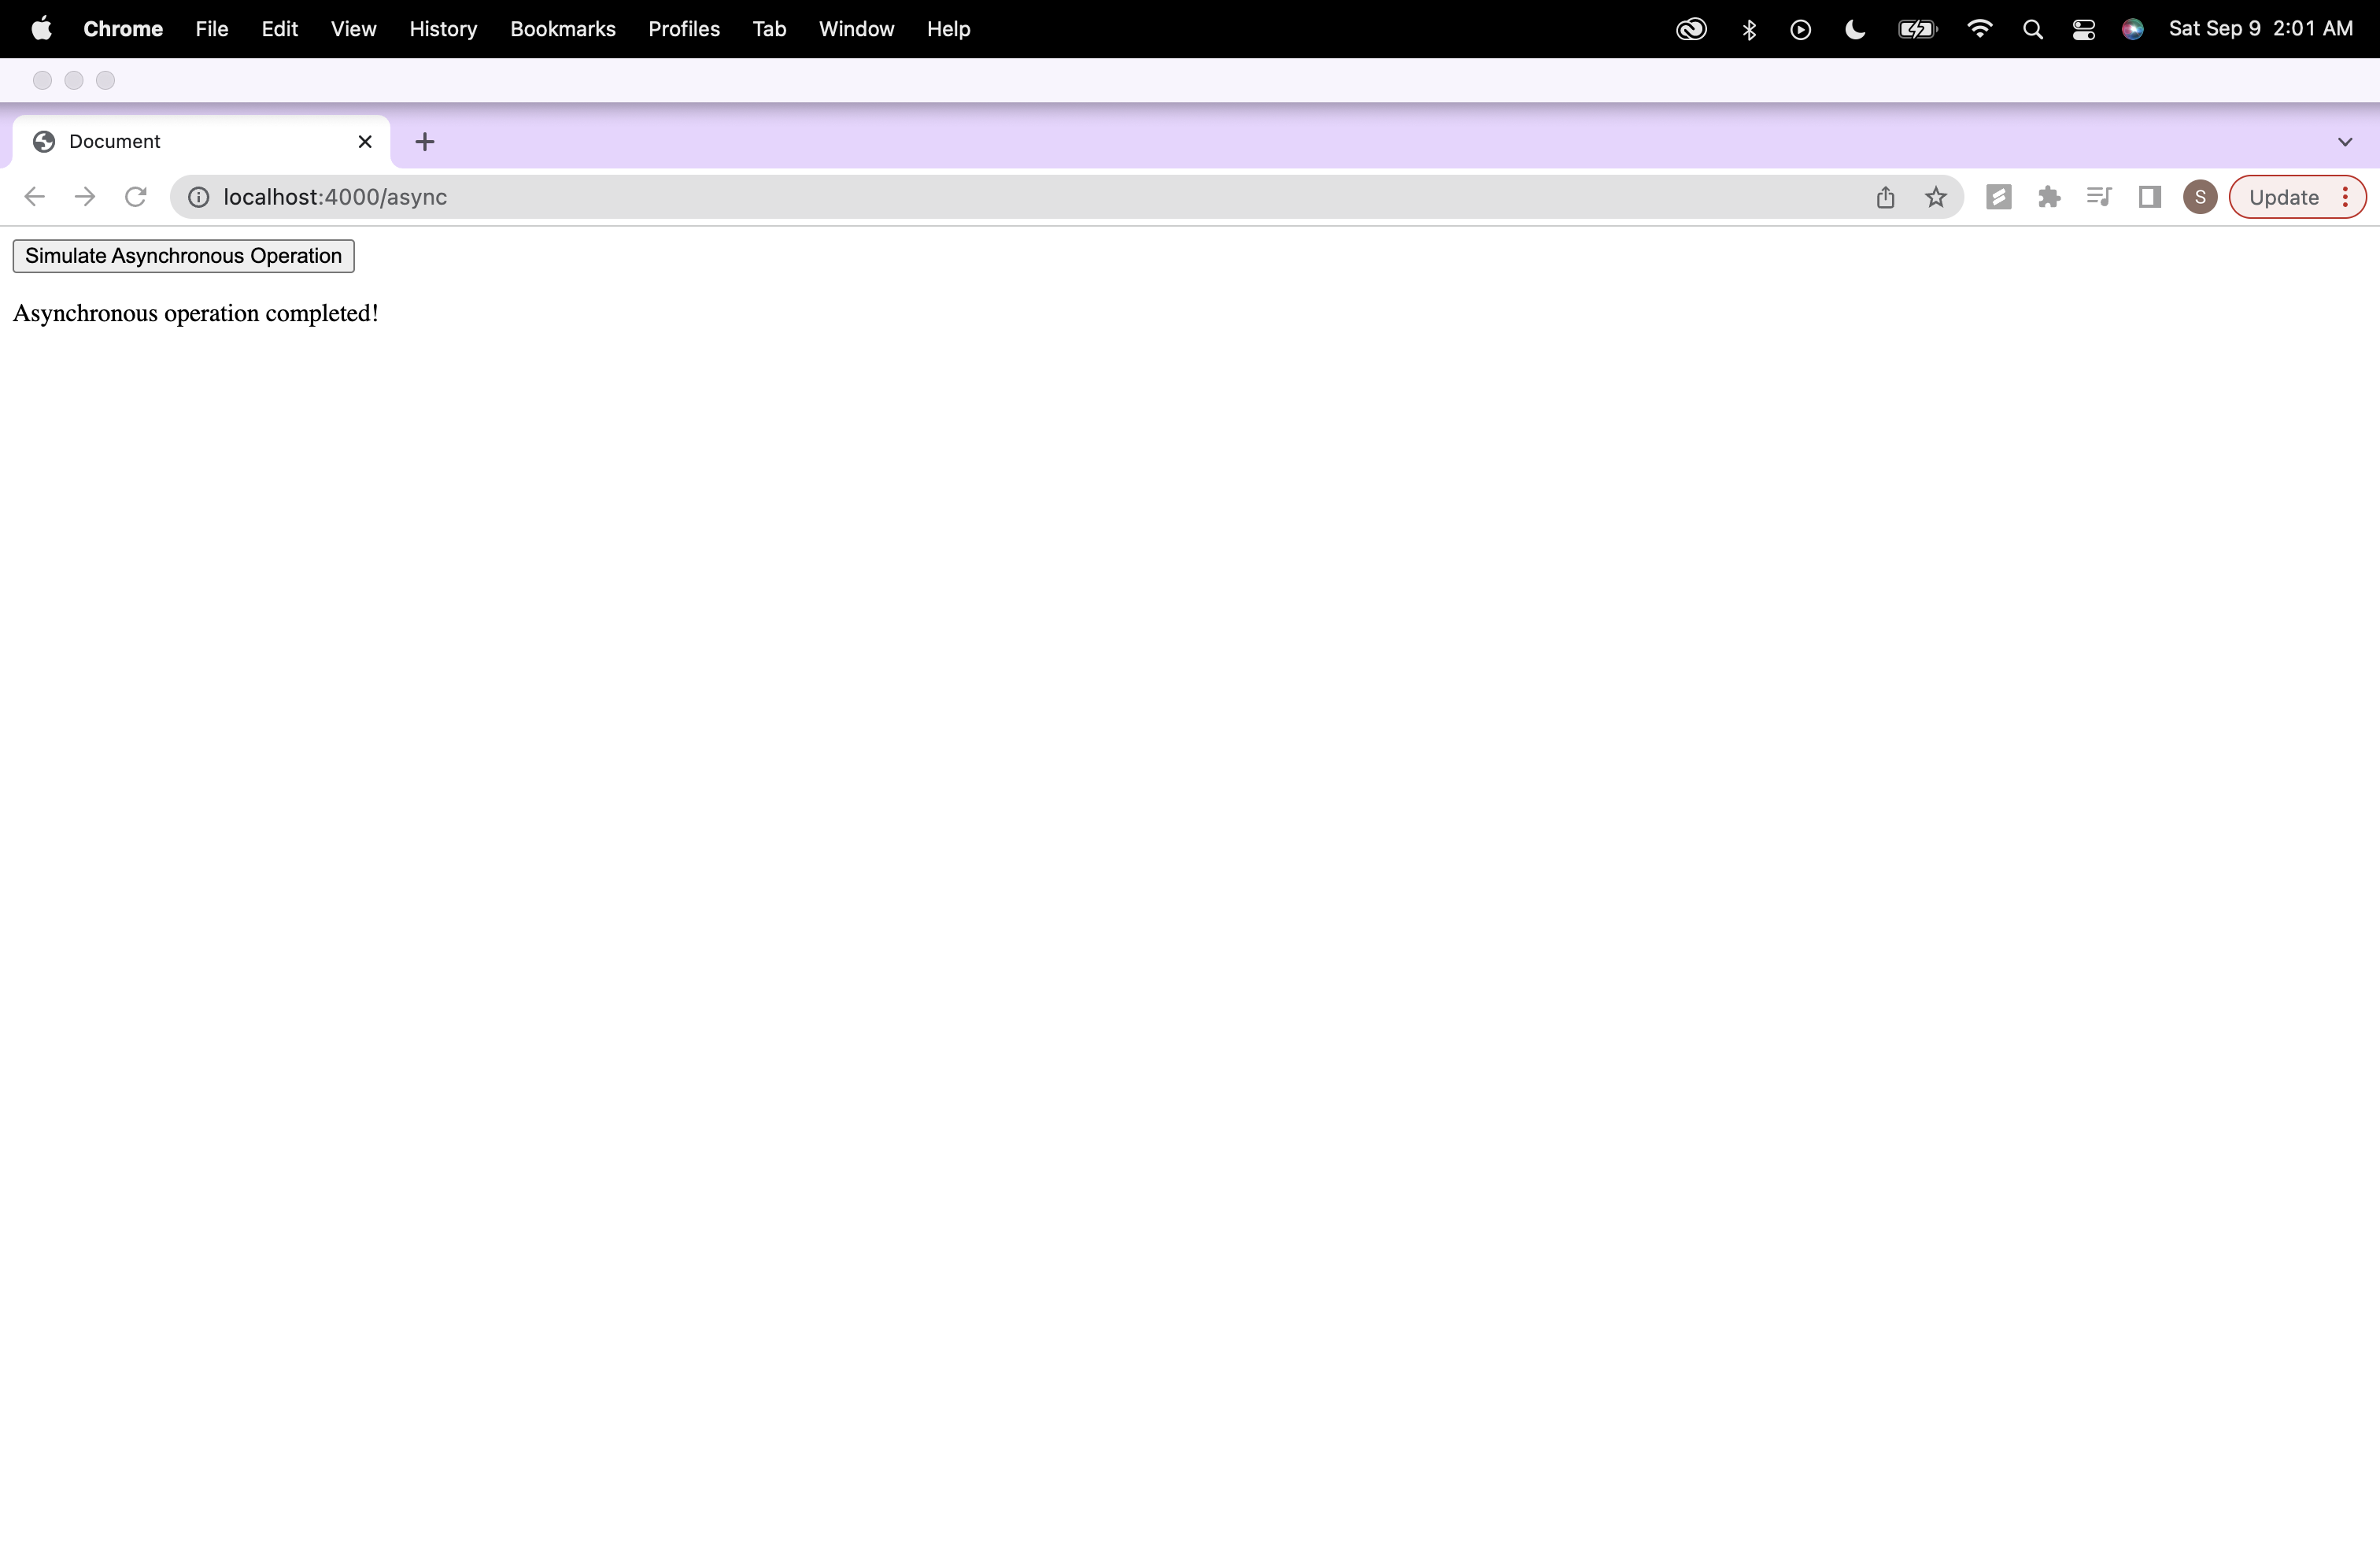 Chrome File Edit View History Bookmarks Profiles Tab Window Help Sat Sep 9 2:01 AM
Document
localhost:4000/async S Update
Simulate Asynchronous Operation
Asynchronous operation completed!